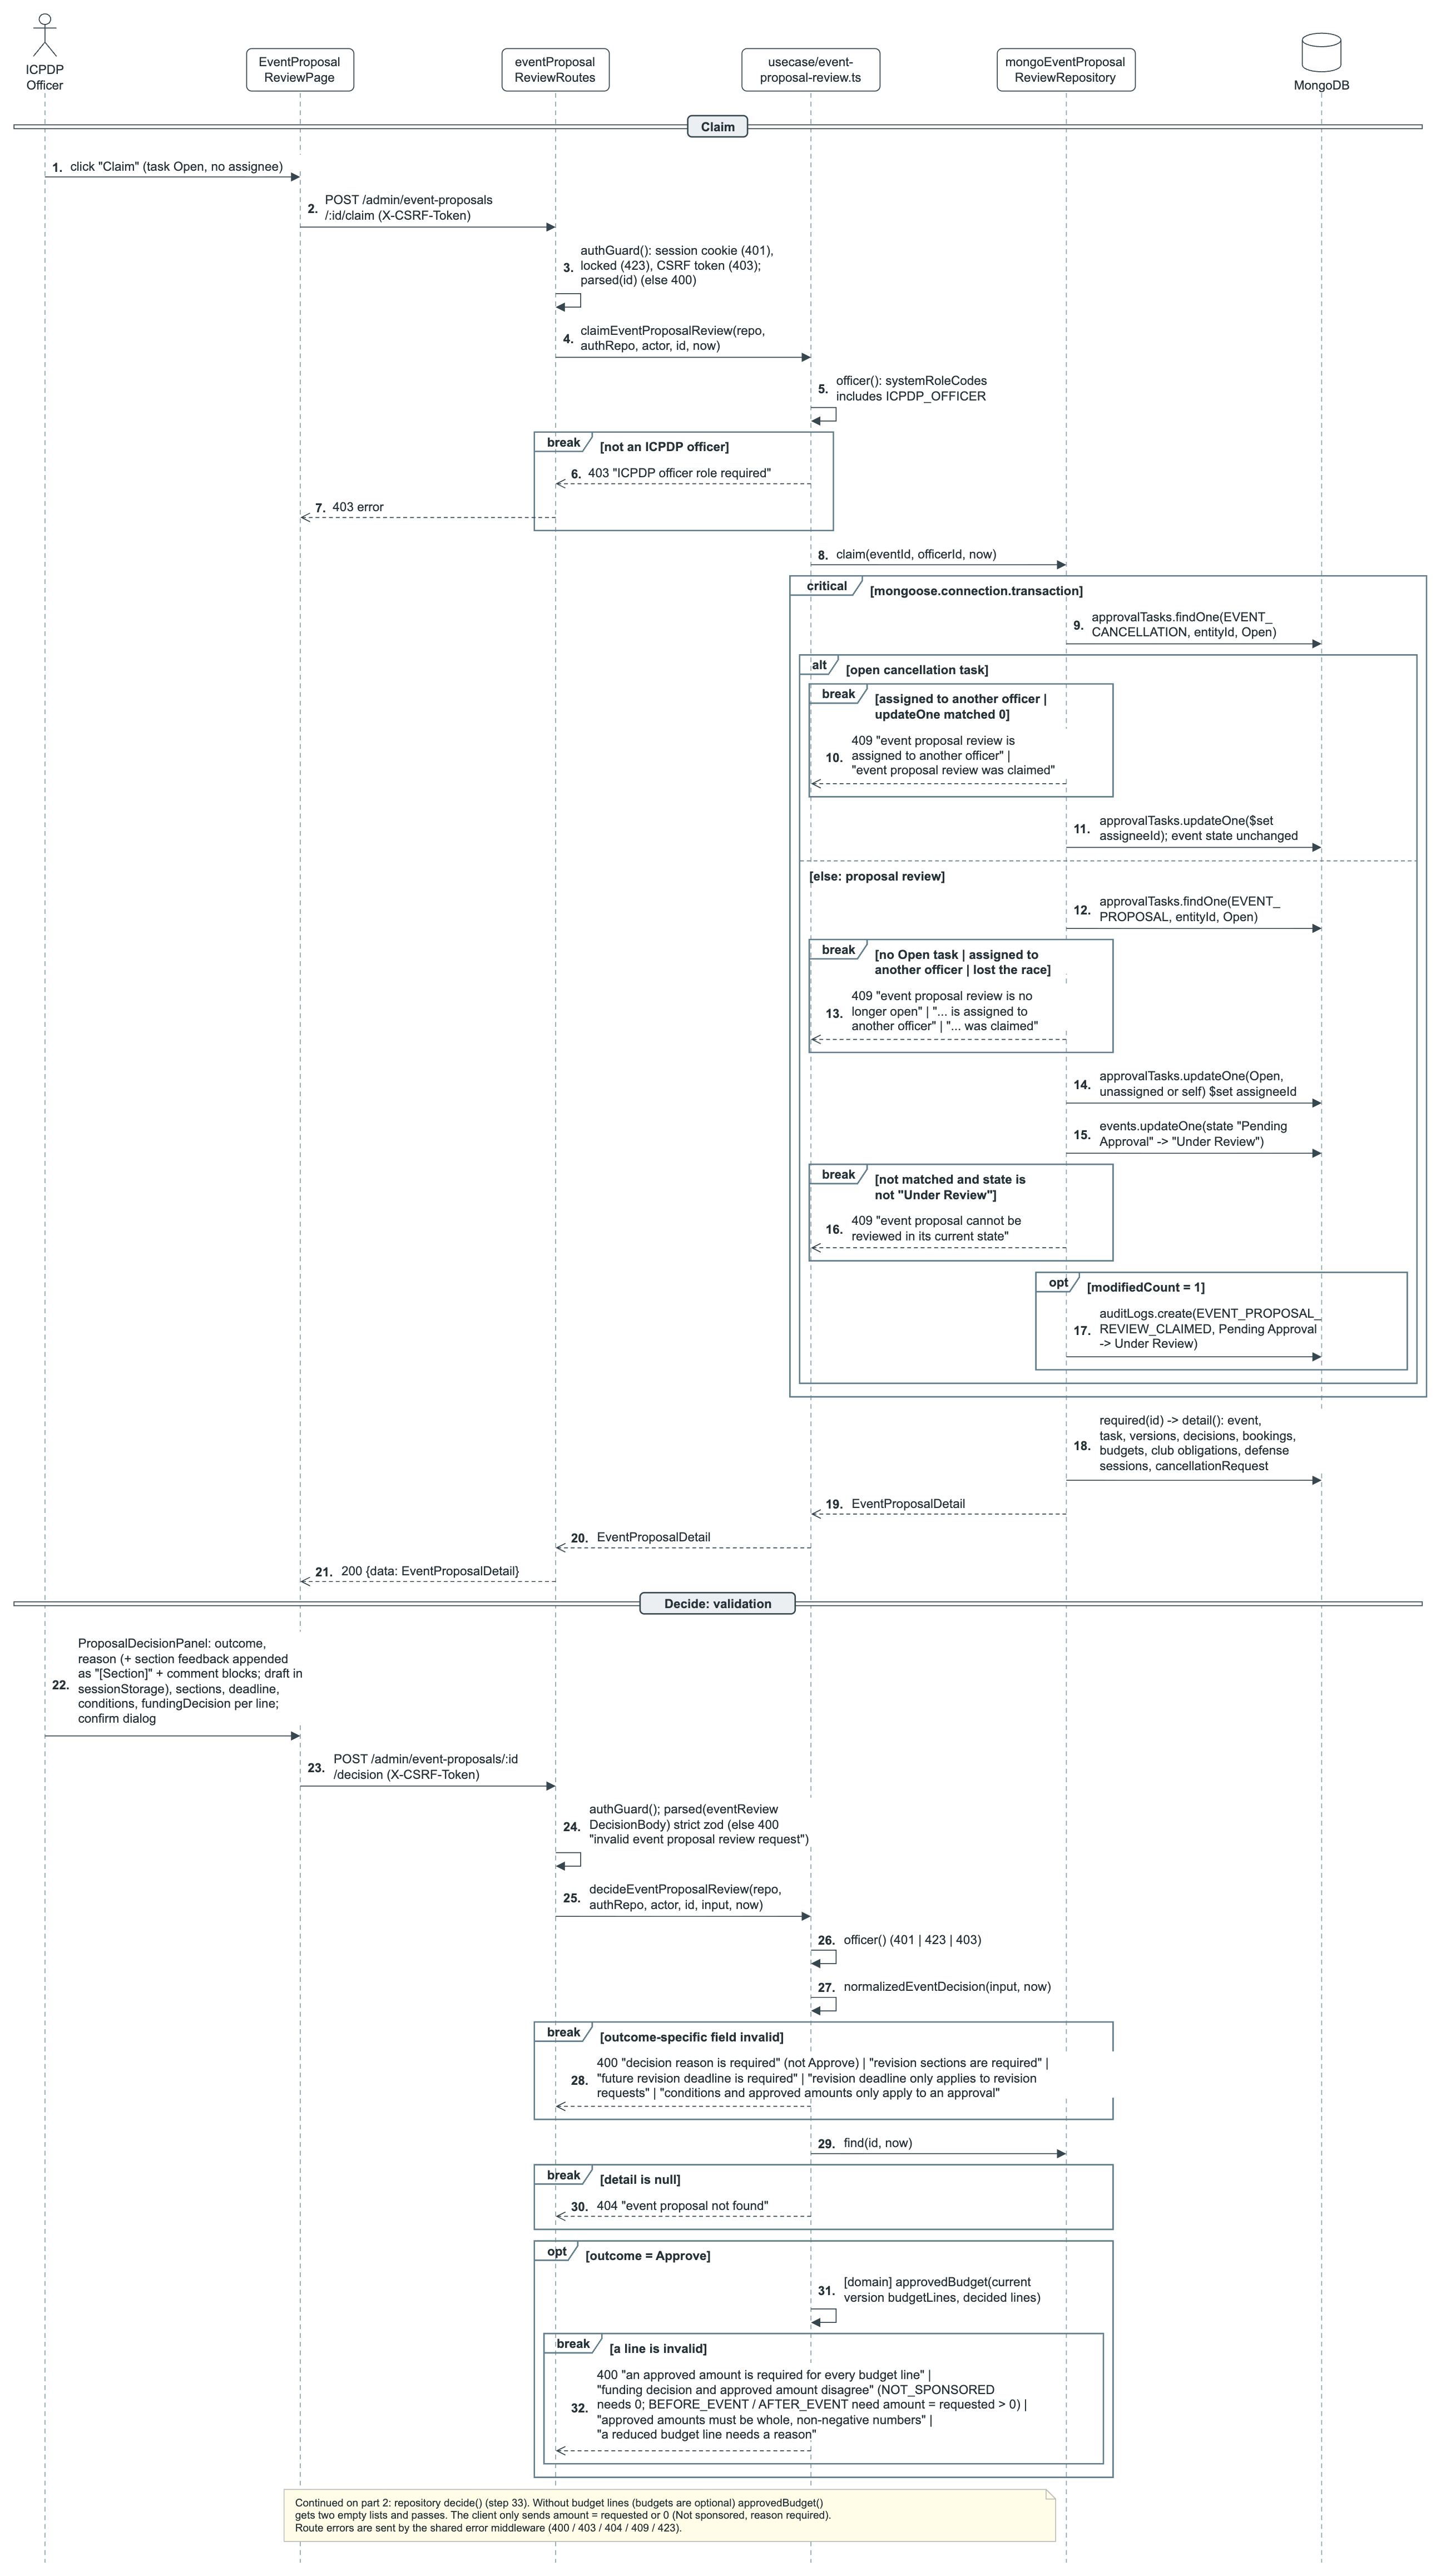 ICPDP
Officer
EventProposal
ReviewPage
eventProposal
ReviewRoutes
usecase/event-
proposal-review.ts
mongoEventProposal
ReviewRepository
MongoDB
Claim
1. click "Claim" (task Open, no assignee)
2. POST /admin/event-proposals
/:id/claim (X-CSRF-Token)
3. authGuard(): session cookie (401),
locked (423), CSRF token (403);
parsed(id) (else 400)
4. claimEventProposalReview(repo,
authRepo, actor, id, now)
5. officer(): systemRoleCodes
includes ICPDP_OFFICER
break [not an ICPDP officer]
6. 403 "ICPDP officer role required"
7. 403 error
8. claim(eventId, officerId, now)
critical [mongoose.connection.transaction]
9. approvalTasks.findOne(EVENT_
CANCELLATION, entityId, Open)
alt [open cancellation task]
break [assigned to another officer |
updateOne matched 0]
10. 409 "event proposal review is
assigned to another officer" |
"event proposal review was claimed"
11. approvalTasks.updateOne($set
assigneeId); event state unchanged
[else: proposal review]
12. approvalTasks.findOne(EVENT_
PROPOSAL, entityId, Open)
break [no Open task | assigned to
another officer | lost the race]
13. 409 "event proposal review is no
longer open" | "... is assigned to
another officer" | "... was claimed"
14. approvalTasks.updateOne(Open,
unassigned or self) $set assigneeId
15. events.updateOne(state "Pending
Approval" -> "Under Review")
break [not matched and state is
not "Under Review"]
16. 409 "event proposal cannot be
reviewed in its current state"
opt [modifiedCount = 1]
17. auditLogs.create(EVENT_PROPOSAL_
REVIEW_CLAIMED, Pending Approval
-> Under Review)
18. required(id) -> detail(): event,
task, versions, decisions, bookings,
budgets, club obligations, defense
sessions, cancellationRequest
19. EventProposalDetail
20. EventProposalDetail
21. 200 {data: EventProposalDetail}
Decide: validation
22. ProposalDecisionPanel: outcome,
reason (+ section feedback appended
as "[Section]" + comment blocks; draft in
sessionStorage), sections, deadline,
conditions, fundingDecision per line;
confirm dialog
23. POST /admin/event-proposals/:id
/decision (X-CSRF-Token)
24. authGuard(); parsed(eventReview
DecisionBody) strict zod (else 400
"invalid event proposal review request")
25. decideEventProposalReview(repo,
authRepo, actor, id, input, now)
26. officer() (401 | 423 | 403)
27. normalizedEventDecision(input, now)
break [outcome-specific field invalid]
28. 400 "decision reason is required" (not Approve) | "revision sections are required" |
"future revision deadline is required" | "revision deadline only applies to revision
requests" | "conditions and approved amounts only apply to an approval"
29. find(id, now)
break [detail is null]
30. 404 "event proposal not found"
opt [outcome = Approve]
31. [domain] approvedBudget(current
version budgetLines, decided lines)
break [a line is invalid]
32. 400 "an approved amount is required for every budget line" |
"funding decision and approved amount disagree" (NOT_SPONSORED
needs 0; BEFORE_EVENT / AFTER_EVENT need amount = requested > 0) |
"approved amounts must be whole, non-negative numbers" |
"a reduced budget line needs a reason"
Continued on part 2: repository decide() (step 33). Without budget lines (budgets are optional) approvedBudget()
gets two empty lists and passes. The client only sends amount = requested or 0 (Not sponsored, reason required).
Route errors are sent by the shared error middleware (400 / 403 / 404 / 409 / 423).